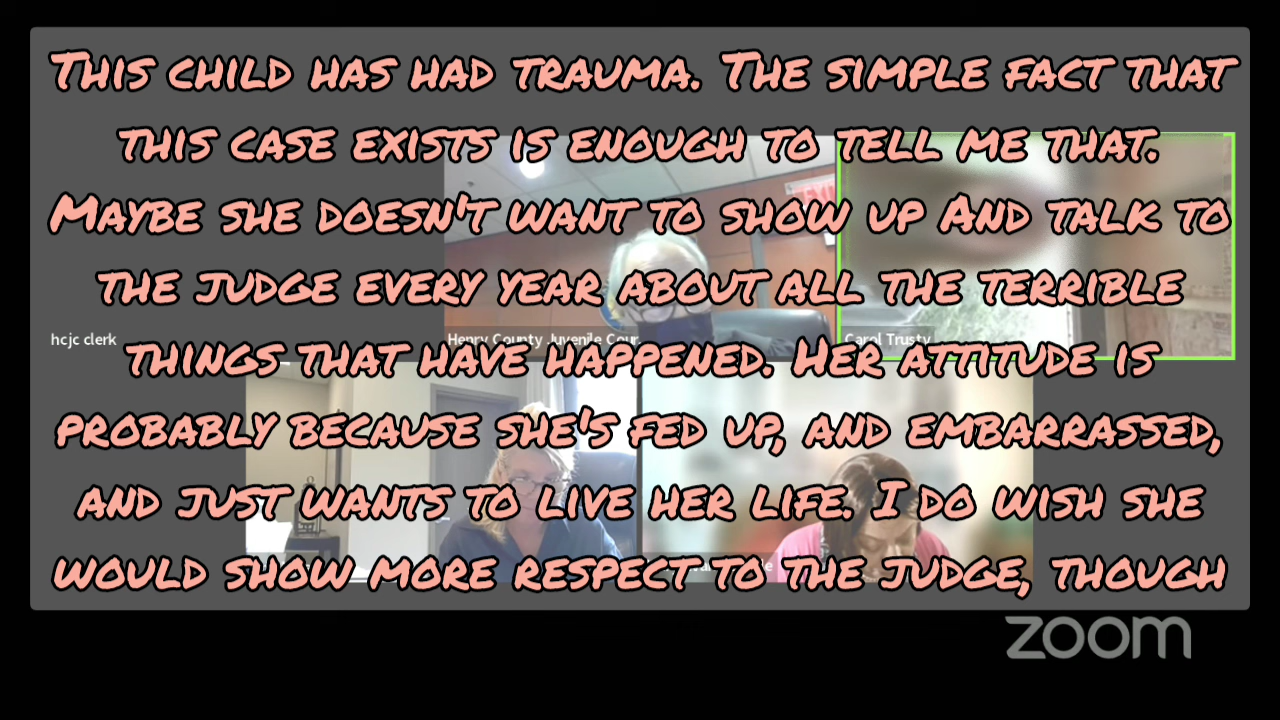 This child has had trauma. The simple fact that
this case exists is enough to tell me that.
Maybe she doesn't want to show up And talk to
the judge every year about all the terrible
things that have happened. Her attitude is
probably because she's fed up, and embarrassed,
and just wants to live her life. I do wish she
would show more respect to the judge, though
EXI
hcjc clerk
Henry County Juvenile Cour
Carol Trusty
zoom